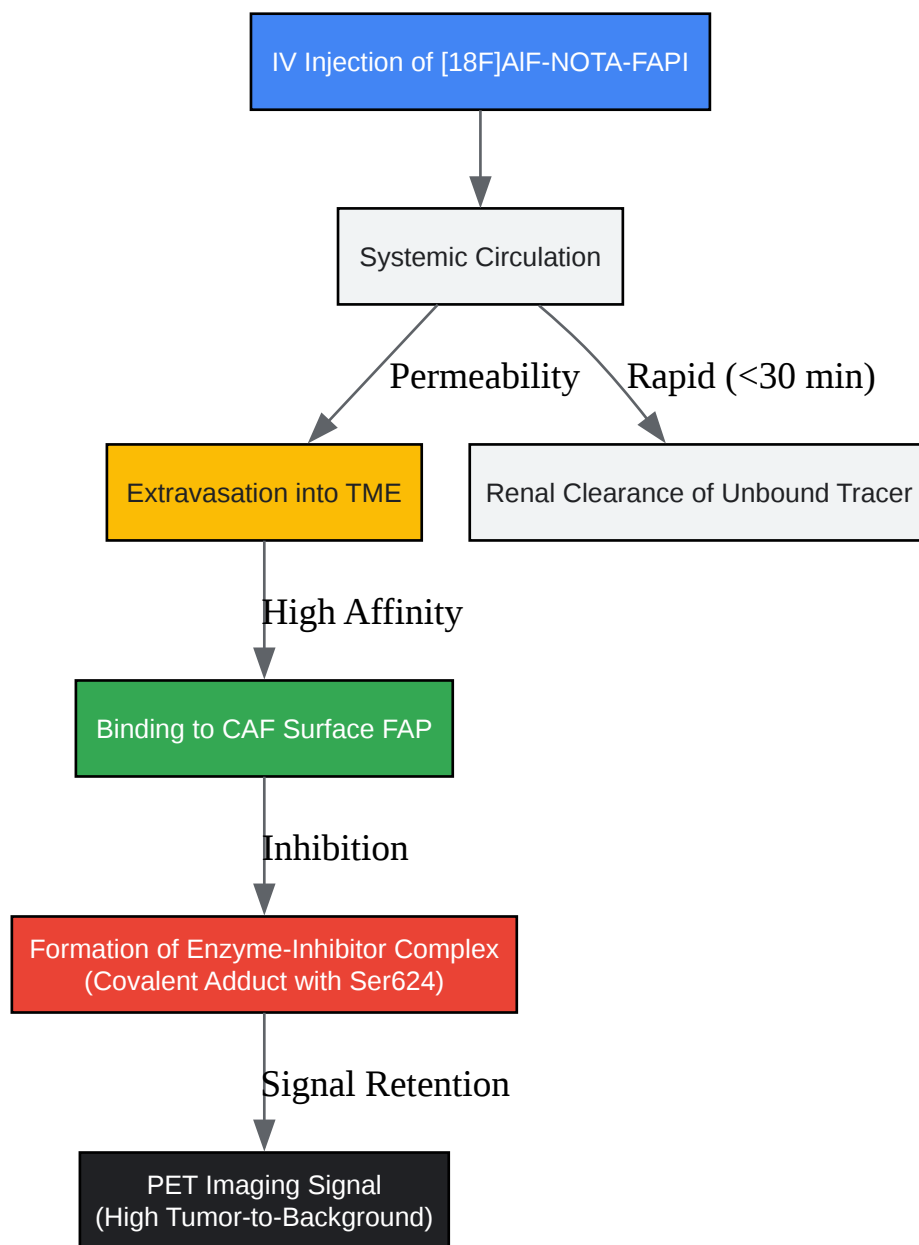 IV Injection of [18F]AlF-NOTA-FAPI
Systemic Circulation
Permeability
Rapid (<30 min)
Extravasation into TME
Renal Clearance of Unbound Tracer
High Affinity
Binding to CAF Surface FAP
Inhibition
Formation of Enzyme-Inhibitor Complex
(Covalent Adduct with Ser624)
Signal Retention
PET Imaging Signal
(High Tumor-to-Background)